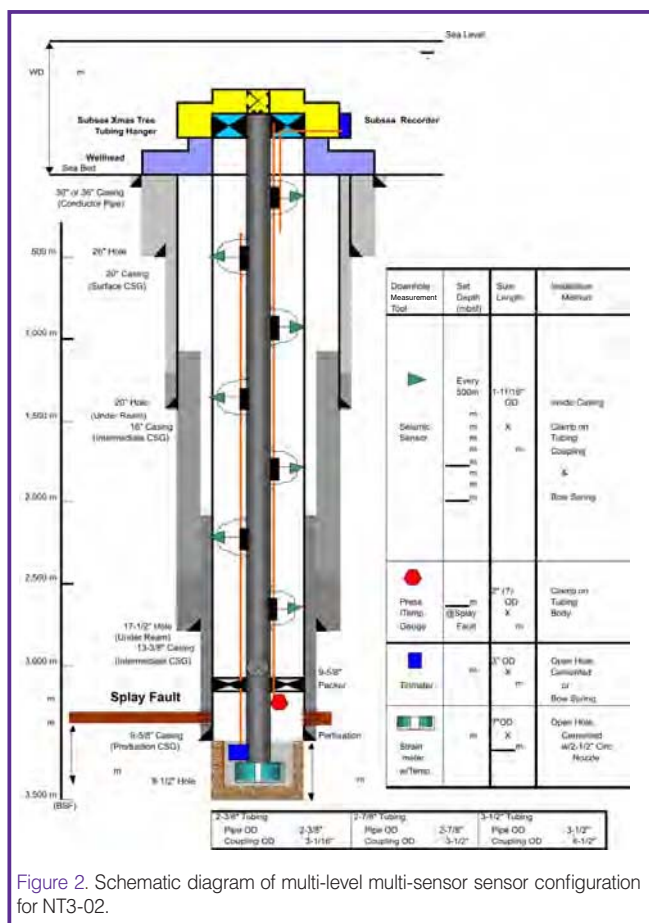 Sea Level
WD
m
Subsea Xmas Tree
Tubing Hanger
Subsea Recorder
Wellhead
Sea Bed
30" or 36" Casing
(Conductor Pipe)
500 m
26" Hole
20" Casing
(Surface CSG)
1,000 m
20" Hole
(Under Ream)
16" Casing
(Intermediate CSG)
1,500 m
2,000 m
2,500 m
17-1/2" Hole
(Under Ream)
13-3/8" Casing
(Intermediate CSG)
3,000 m
9-5/8"
Packer
m
Splay Fault
m
9-5/8" Casing
(Production CSG)
Perforation
m
8-1/2" Hole
m
3,500 m
(BSF)
Downhole
Measurement
Tool
Set
Depth
(mbsf)
Size
Length
Installation
Method
Seismic
Sensor
Every
500m
m
m
m
m
m
m
m
m
1-11/16"
OD
X
m
Inside Casing
Clamp on
Tubing
Coupling
&
Bow Spring
Press
/Temp.
Gauge
m
@Splay
Fault
2" (?)
OD
X
m
Clamp on
Tubing
Body
Tiltmeter
m
3" OD
X
m
Open Hole,
Cemented
or
Bow Spring
Strain
meter
w/Temp.
m
7" OD
X
m
Open Hole,
Cemented
w/2-1/2" Circ
Nozzle
2-3/8" Tubing
Pipe OD 2-3/8"
Coupling OD 3-1/16"
2-7/8" Tubing
Pipe OD 2-7/8"
Coupling OD 3-1/2"
3-1/2" Tubing
Pipe OD 3-1/2"
Coupling OD 4-1/2"
Figure 2. Schematic diagram of multi-level multi-sensor sensor configuration
for NT3-02.